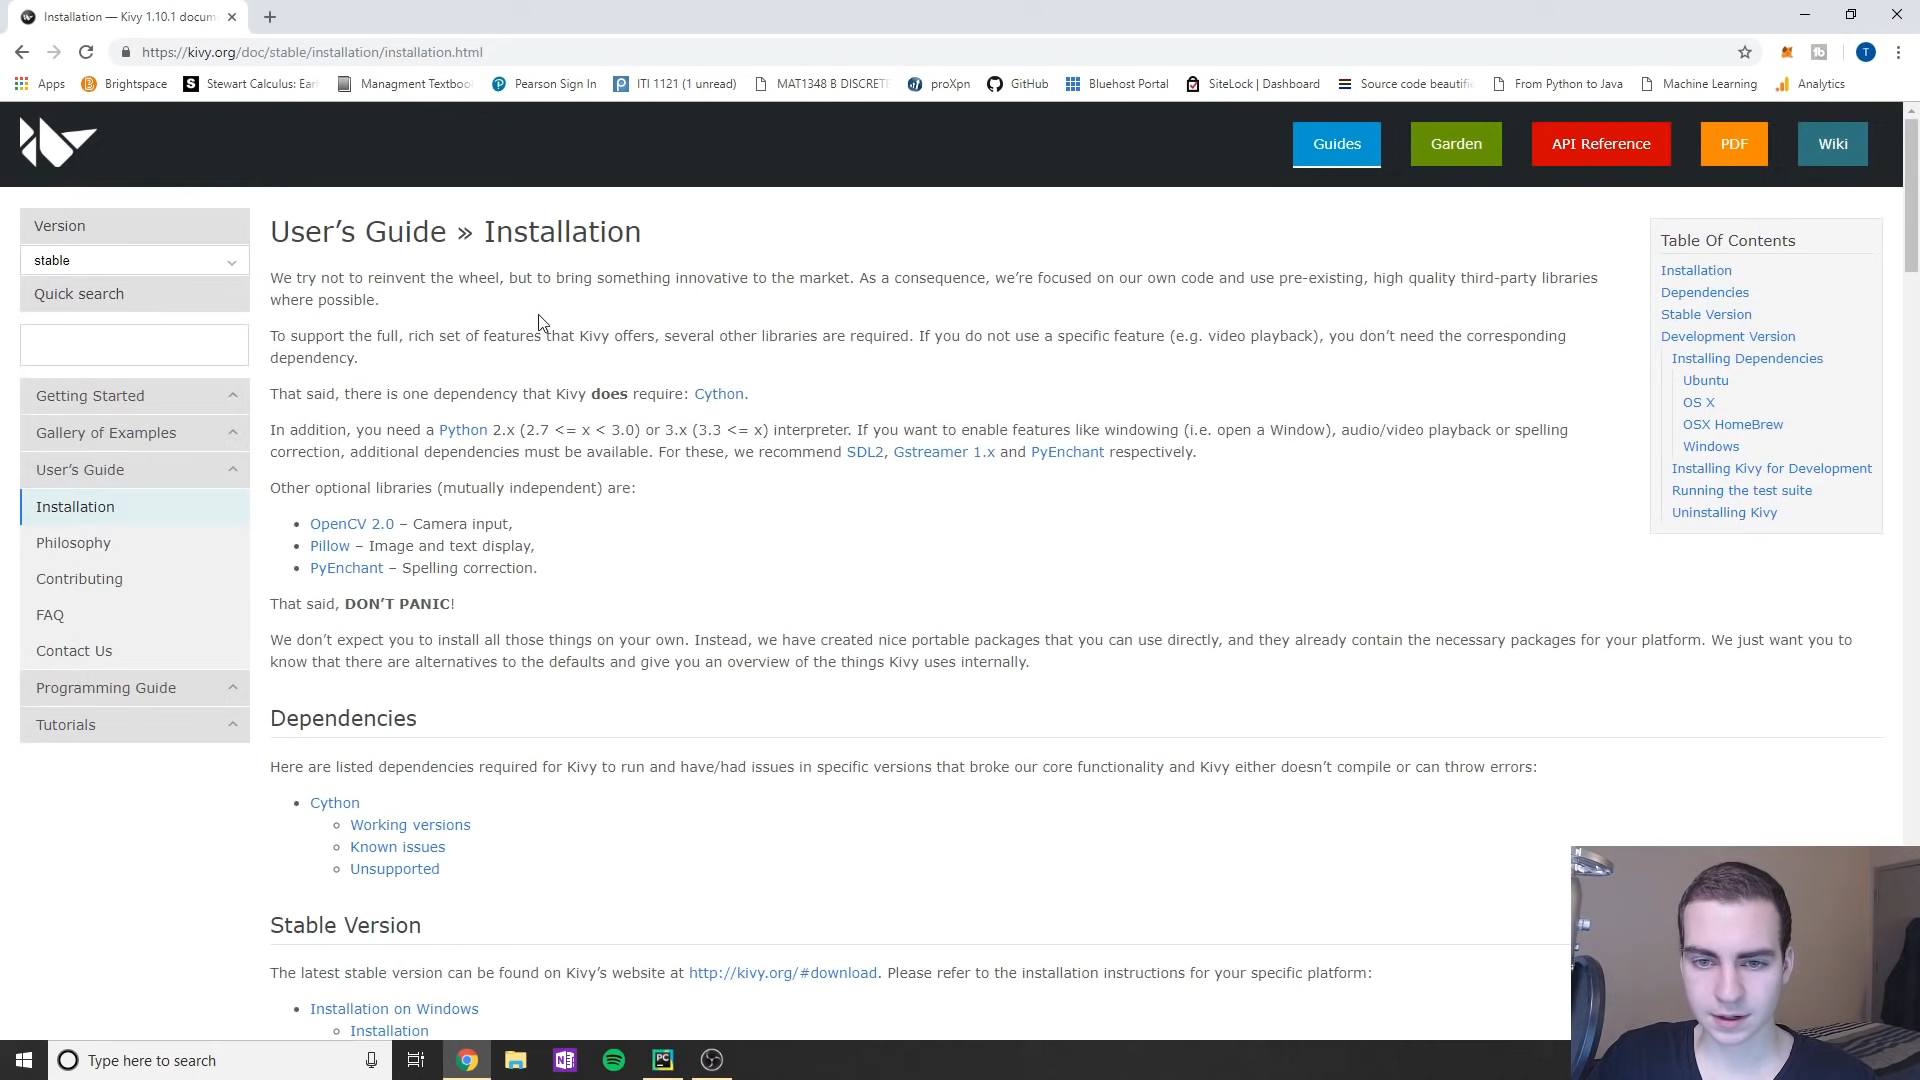 Installation — Kivy 1.10.1 docum
https://kivy.org/doc/stable/installation/installation.html
T
Apps
Brightspace
Stewart Calculus: Earl
Managment Textboo
Pearson Sign In
ITI 1121 (1 unread)
MAT1348 B DISCRETE
proXpn
GitHub
Bluehost Portal
SiteLock | Dashboard
Source code beautifi
From Python to Java
Machine Learning
Analytics
Guides
Garden
API Reference
PDF
Wiki
Version
stable
Quick search
Getting Started
Gallery of Examples
User's Guide
Installation
Philosophy
Contributing
FAQ
Contact Us
Programming Guide
Tutorials
User's Guide » Installation
We try not to reinvent the wheel, but to bring something innovative to the market. As a consequence, we're focused on our own code and use pre-existing, high quality third-party libraries
where possible.
To support the full, rich set of features that Kivy offers, several other libraries are required. If you do not use a specific feature (e.g. video playback), you don't need the corresponding
dependency.
That said, there is one dependency that Kivy does require: Cython.
In addition, you need a Python 2.x (2.7 <= x < 3.0) or 3.x (3.3 <= x) interpreter. If you want to enable features like windowing (i.e. open a Window), audio/video playback or spelling
correction, additional dependencies must be available. For these, we recommend SDL2, Gstreamer 1.x and PyEnchant respectively.
Other optional libraries (mutually independent) are:
• OpenCV 2.0 – Camera input,
• Pillow – Image and text display,
• PyEnchant – Spelling correction.
That said, DON'T PANIC!
We don't expect you to install all those things on your own. Instead, we have created nice portable packages that you can use directly, and they already contain the necessary packages for your platform. We just want you to
know that there are alternatives to the defaults and give you an overview of the things Kivy uses internally.
Dependencies
Here are listed dependencies required for Kivy to run and have/had issues in specific versions that broke our core functionality and Kivy either doesn't compile or can throw errors:
• Cython
◦ Working versions
◦ Known issues
◦ Unsupported
Stable Version
The latest stable version can be found on Kivy's website at http://kivy.org/#download. Please refer to the installation instructions for your specific platform:
• Installation on Windows
◦ Installation
Table Of Contents
Installation
Dependencies
Stable Version
Development Version
Installing Dependencies
Ubuntu
OS X
OSX HomeBrew
Windows
Installing Kivy for Development
Running the test suite
Uninstalling Kivy
Type here to search